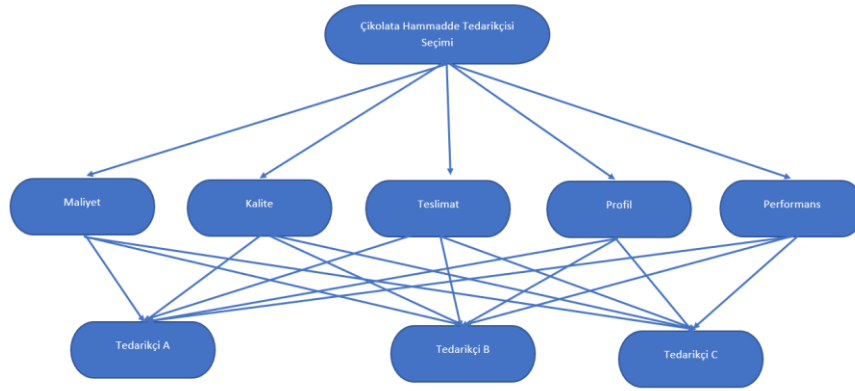 Çikolata Hammadde Tedarikçisi
Seçimi
Maliyet
Kalite
Teslimat
Profil
Performans
Tedarikçi A
Tedarikçi B
Tedarikçi C